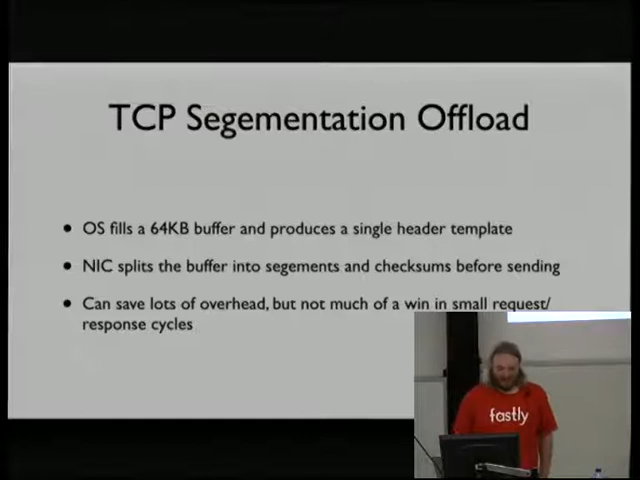 TCP Segementation Offload
• OS fills a 64KB buffer and produces a single header template
• NIC splits the buffer into segements and checksums before sending
• Can save lots of overhead, but not much of a win in small request/
response cycles
fastly